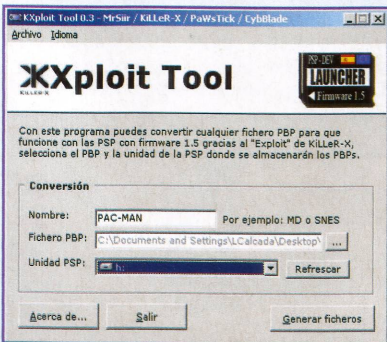 KXploit Tool 0.3 - MrSiir / KiLLeR-X / PaWsTick / CybBlade
Archivo Idioma
KXploit Tool
KILLER-X
PSP-DEV
LAUNCHER
Firmware 1.5
Con este programa puedes convertir cualquier fichero PBP para que
funcione con las PSP con firmware 1.5 gracias al "Exploit" de KiLLeR-X,
selecciona el PBP y la unidad de la PSP donde se almacenarán los PBPs.
Conversión
Nombre: PAC-MAN Por ejemplo: MD o SNES
Fichero PBP: C:\Documents and Settings\LCalcada\Desktop\ ...
Unidad PSP: h: Refrescar
Acerca de... Salir Generar ficheros